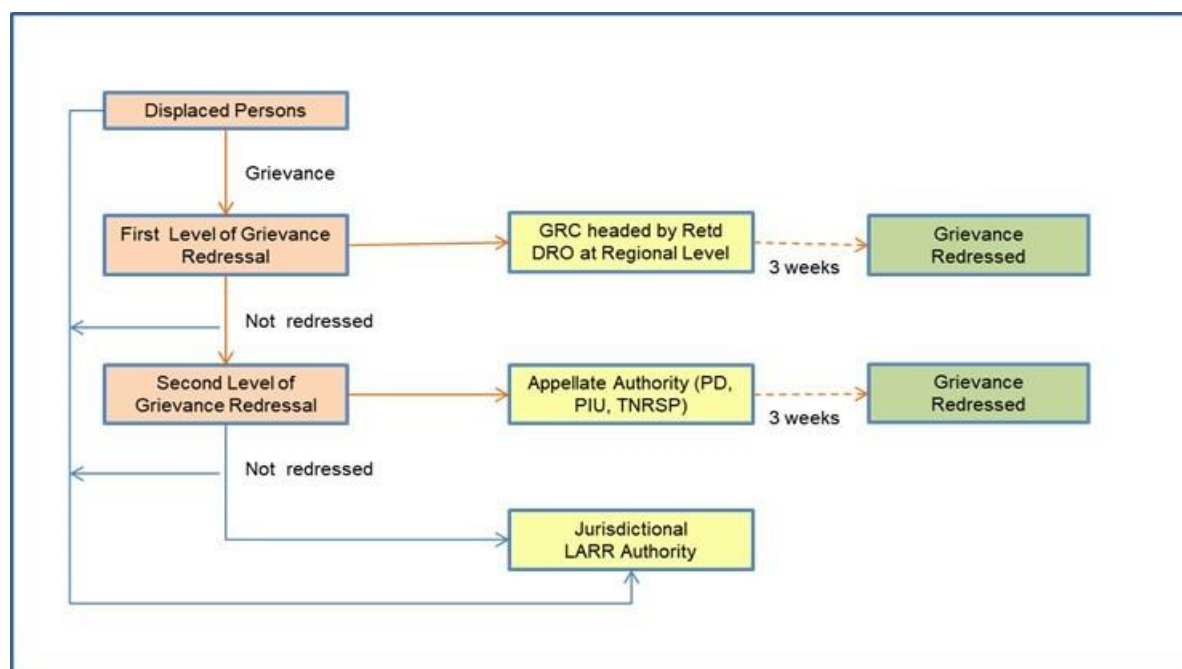 Displaced Persons
Grievance
First Level of Grievance
Redressal
GRC headed by Retd
DRO at Regional Level
3 weeks
Grievance
Redressed
Not redressed
Second Level of
Grievance Redressal
Appellate Authority (PD,
PIU, TNRSP)
3 weeks
Grievance
Redressed
Not redressed
Jurisdictional
LARR Authority